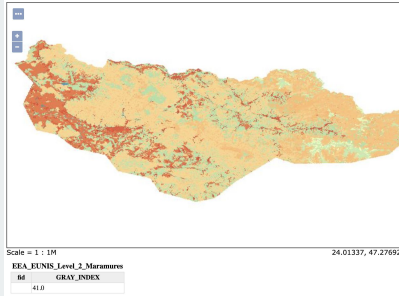 ...
+
−
Scale = 1 : 1M
24.01337, 47.27692
EEA_EUNIS_Level_2_Maramures
fid GRAY_INDEX
41.0